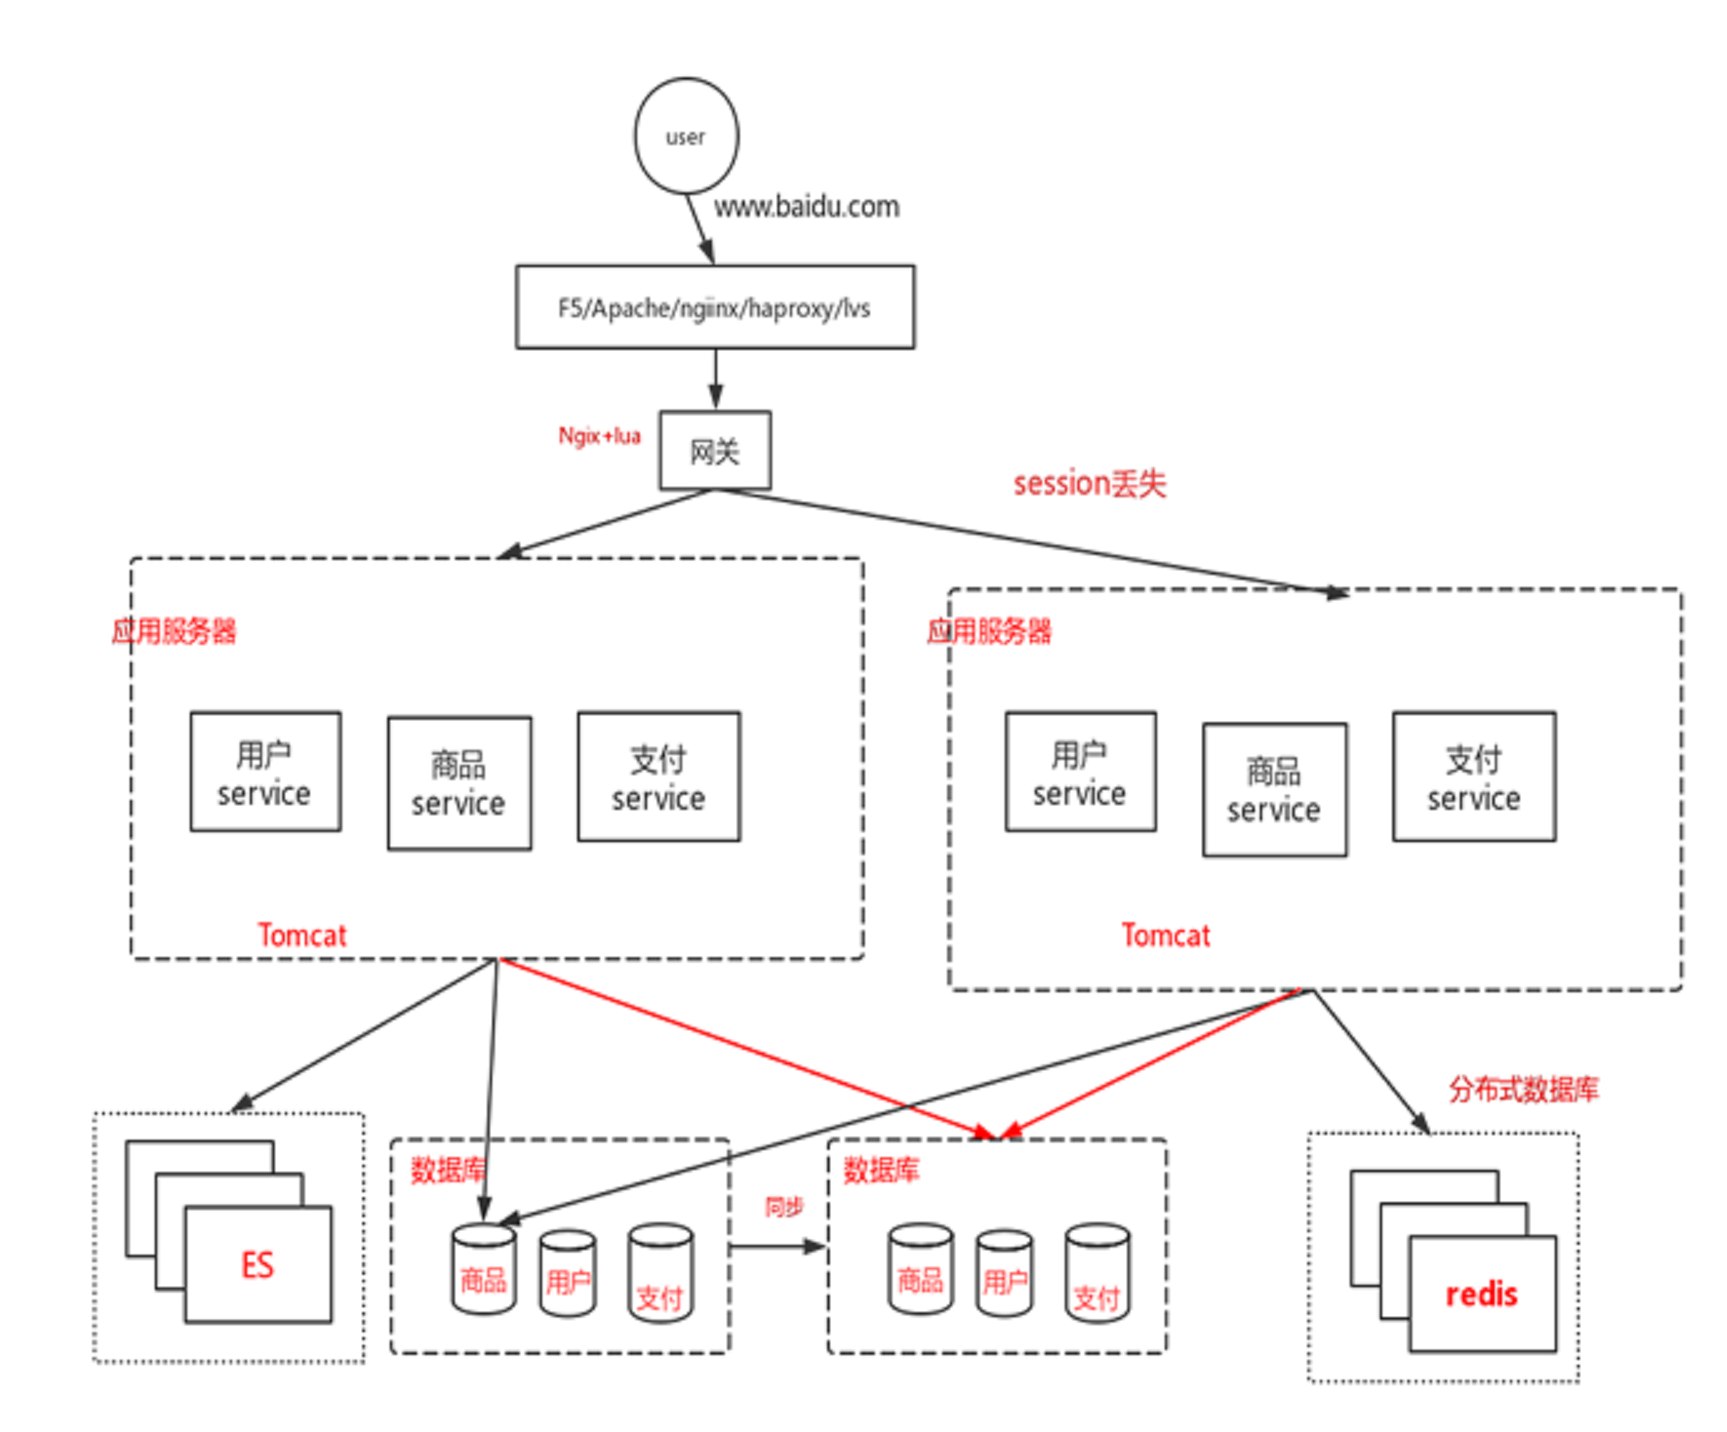 user
www.baidu.com
F5/Apache/ngiinx/haproxy/lvs
Ngix+lua
网关
session丢失
应用服务器
应用服务器
用户
service
商品
service
支付
service
用户
service
商品
service
支付
service
Tomcat
Tomcat
分布式数据库
数据库
数据库
同步
ES
商品
用户
支付
商品
用户
支付
redis